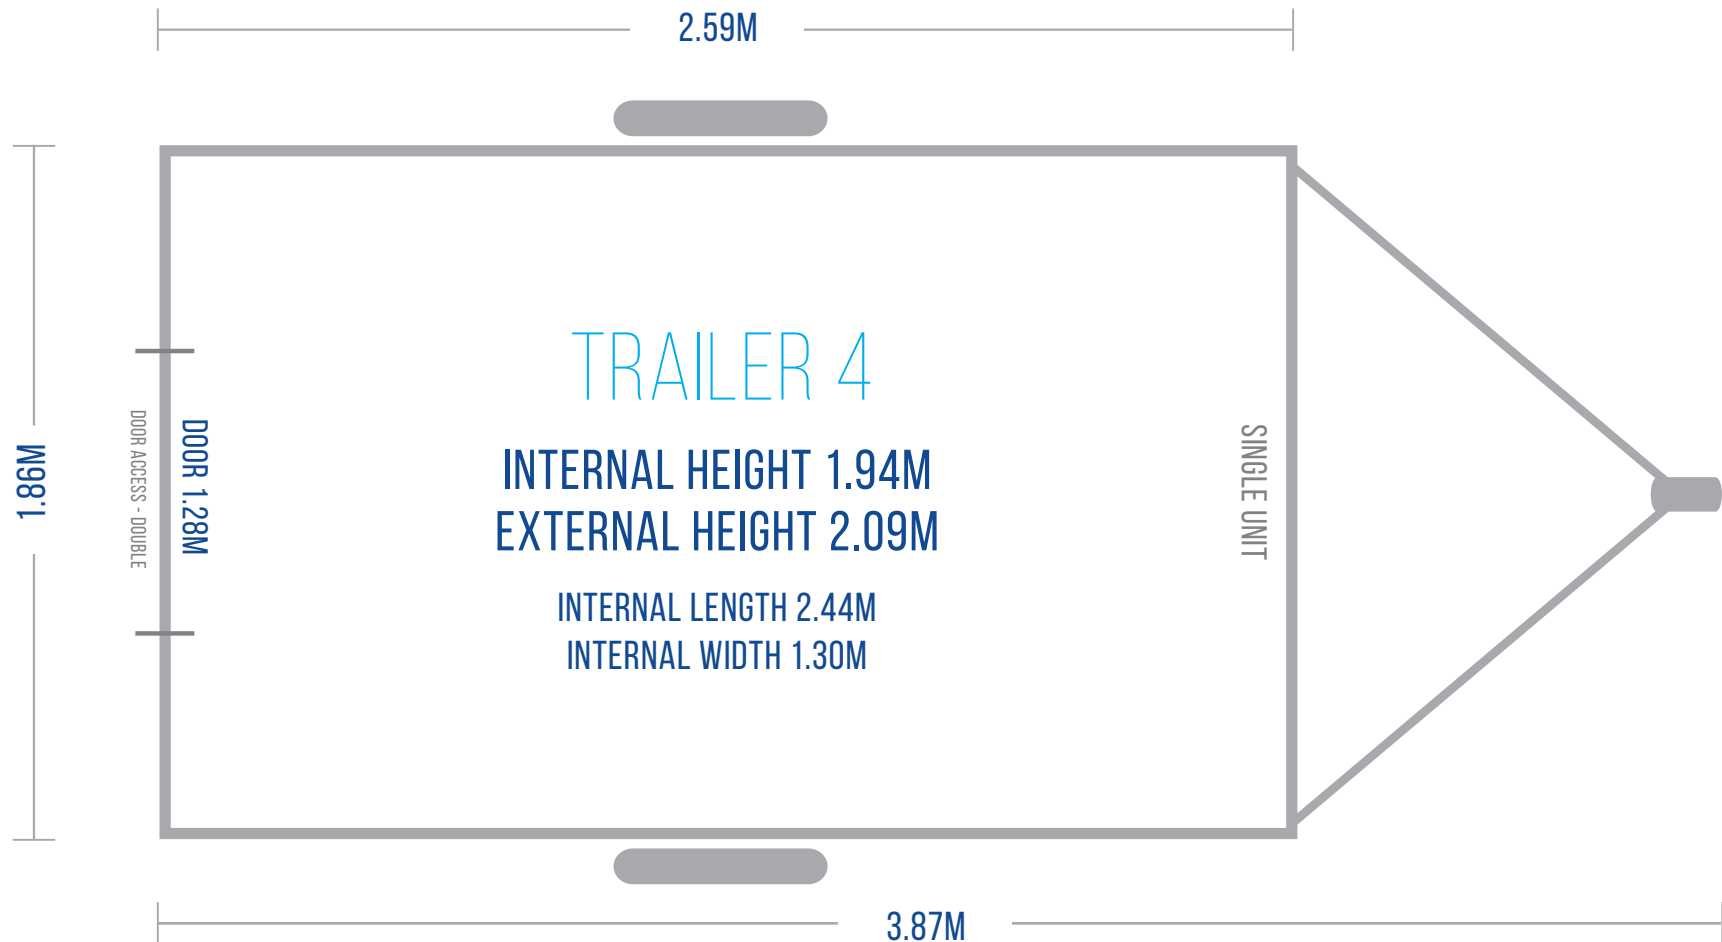 2.59M
TRAILER 4
INTERNAL HEIGHT 1.94M
EXTERNAL HEIGHT 2.09M
INTERNAL LENGTH 2.44M
INTERNAL WIDTH 1.30M
1.86M
DOOR ACCESS - DOUBLE
DOOR 1.28M
SINGLE UNIT
3.87M